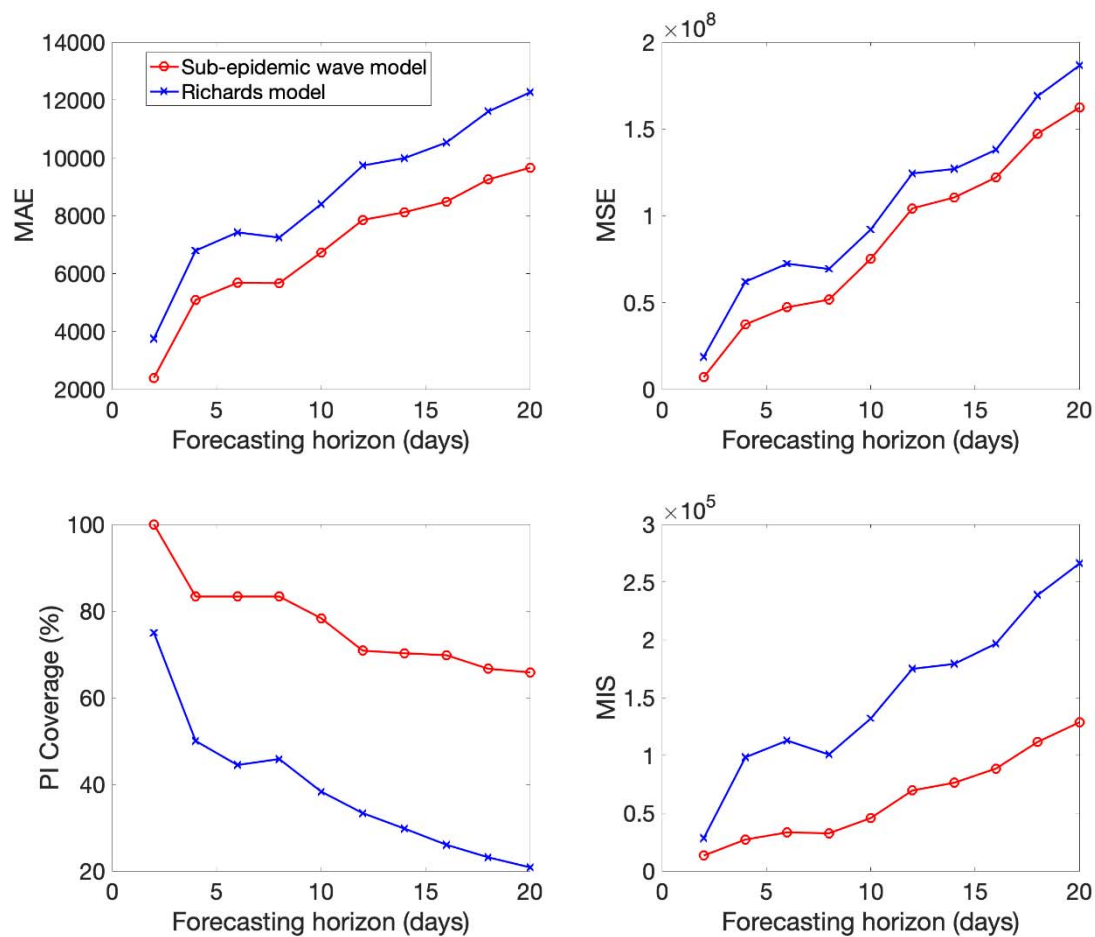 14000
12000
10000
8000
6000
4000
2000
MAE
Sub-epidemic wave model
Richards model
0 5 10 15 20
Forecasting horizon (days)
×10^8
2
1.5
1
0.5
0
MSE
0 5 10 15 20
Forecasting horizon (days)
100
80
60
40
20
PI Coverage (%)
0 5 10 15 20
Forecasting horizon (days)
×10^5
3
2.5
2
1.5
1
0.5
0
MIS
0 5 10 15 20
Forecasting horizon (days)